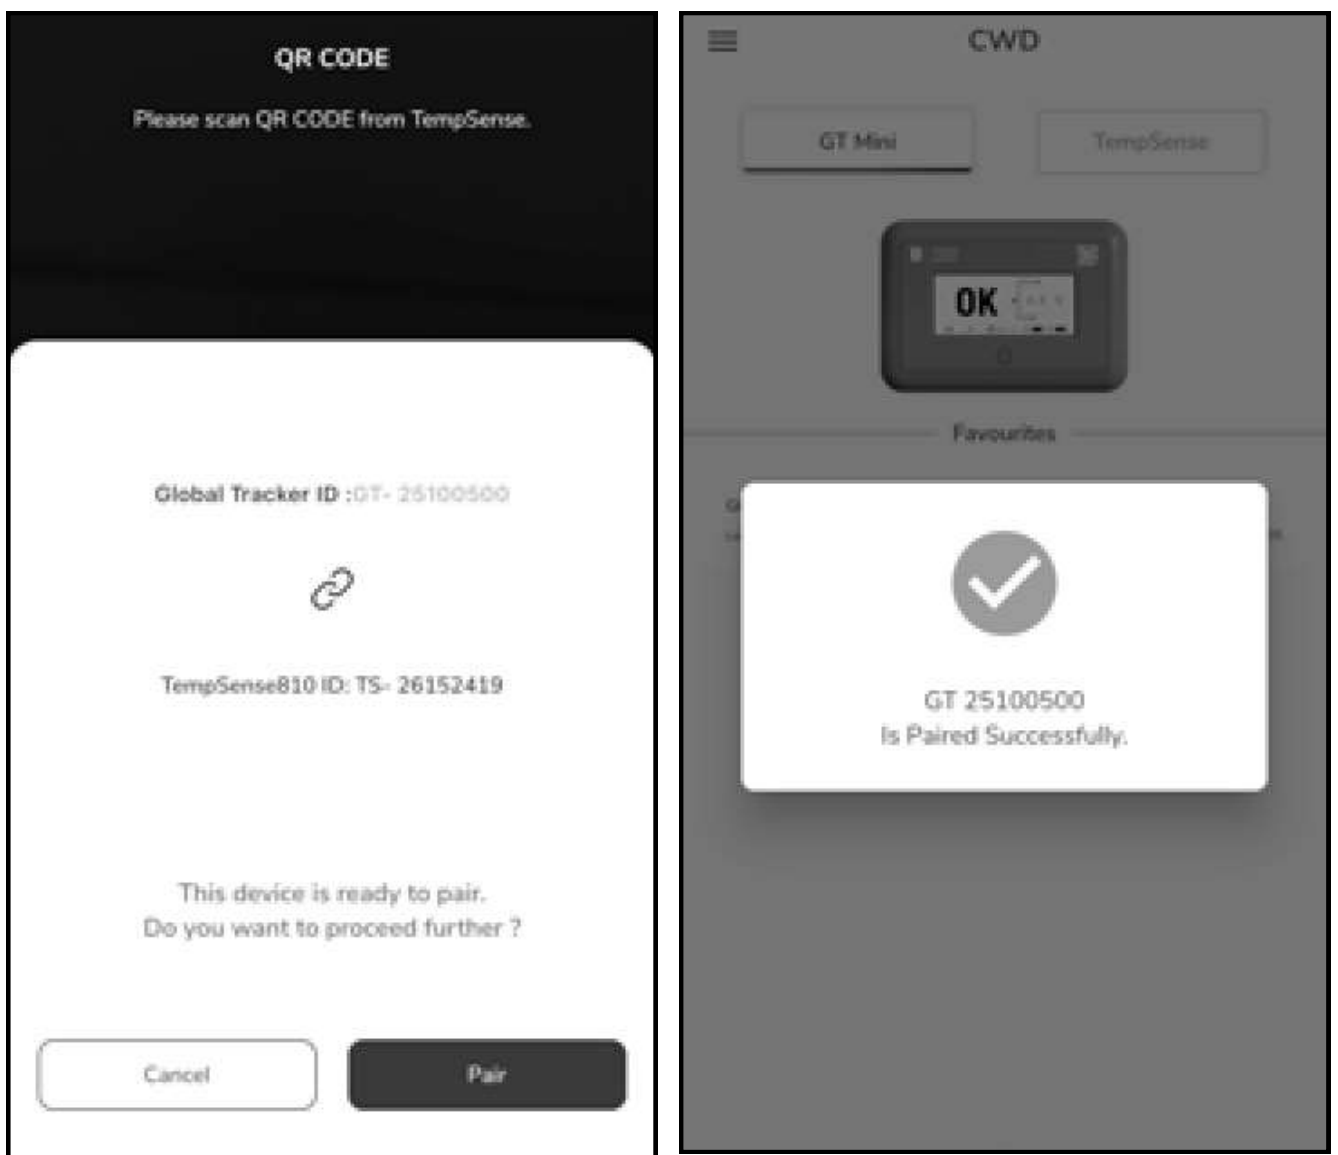 QR CODE
Please scan QR CODE from TempSense.
Global Tracker ID :GT- 25100500
TempSense810 ID: TS- 26152419
This device is ready to pair.
Do you want to proceed further ?
Cancel
Pair
CWD
GT Mini
TempSense
OK
Favourites
GT 25100500
Is Paired Successfully.